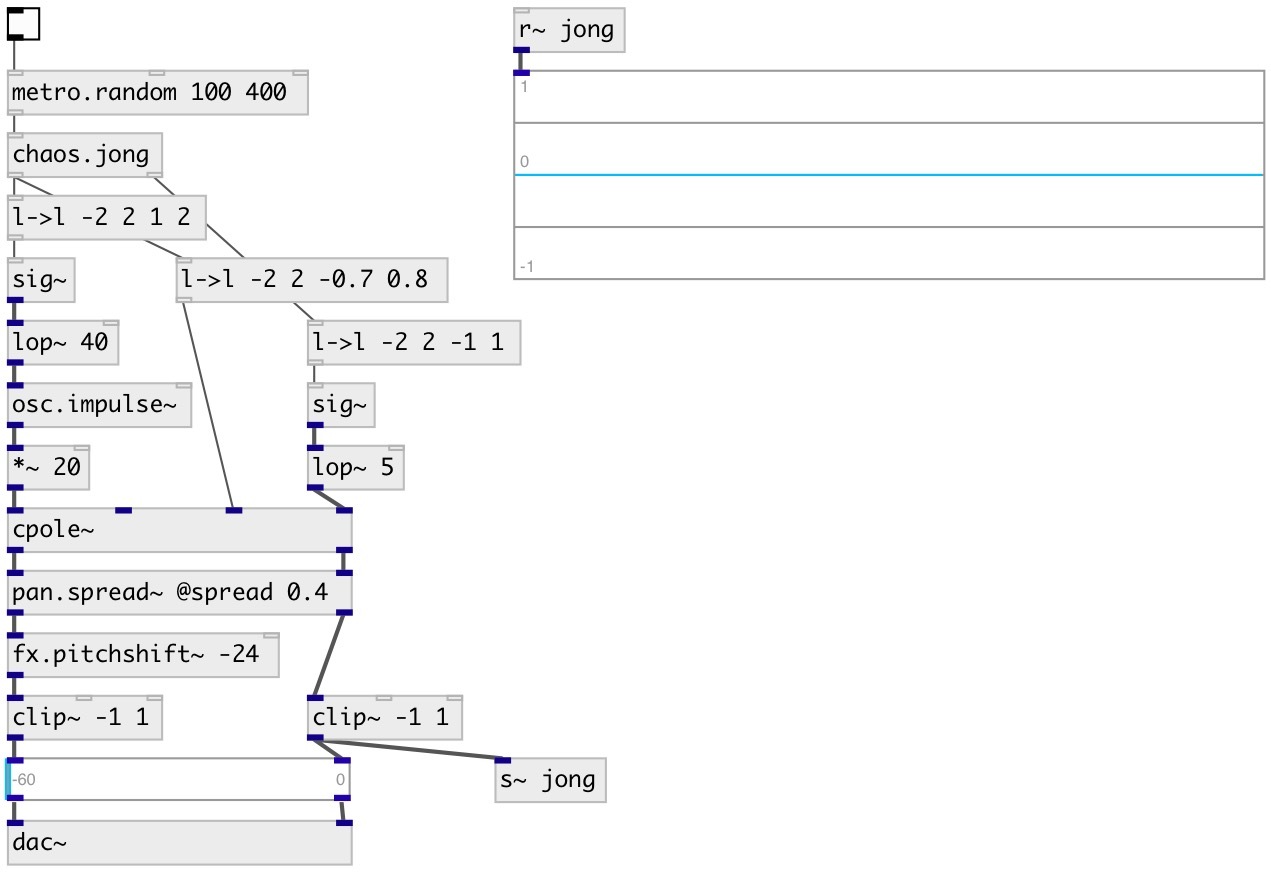 r~ jong
metro.random 100 400
1
chaos.jong
0
l->l -2 2 1 2
-1
sig~
l->l -2 2 -0.7 0.8
lop~ 40
l->l -2 2 -1 1
osc.impulse~
sig~
*~ 20
lop~ 5
cpole~
pan.spread~ @spread 0.4
fx.pitchshift~ -24
clip~ -1 1
clip~ -1 1
-60
0
s~ jong
dac~